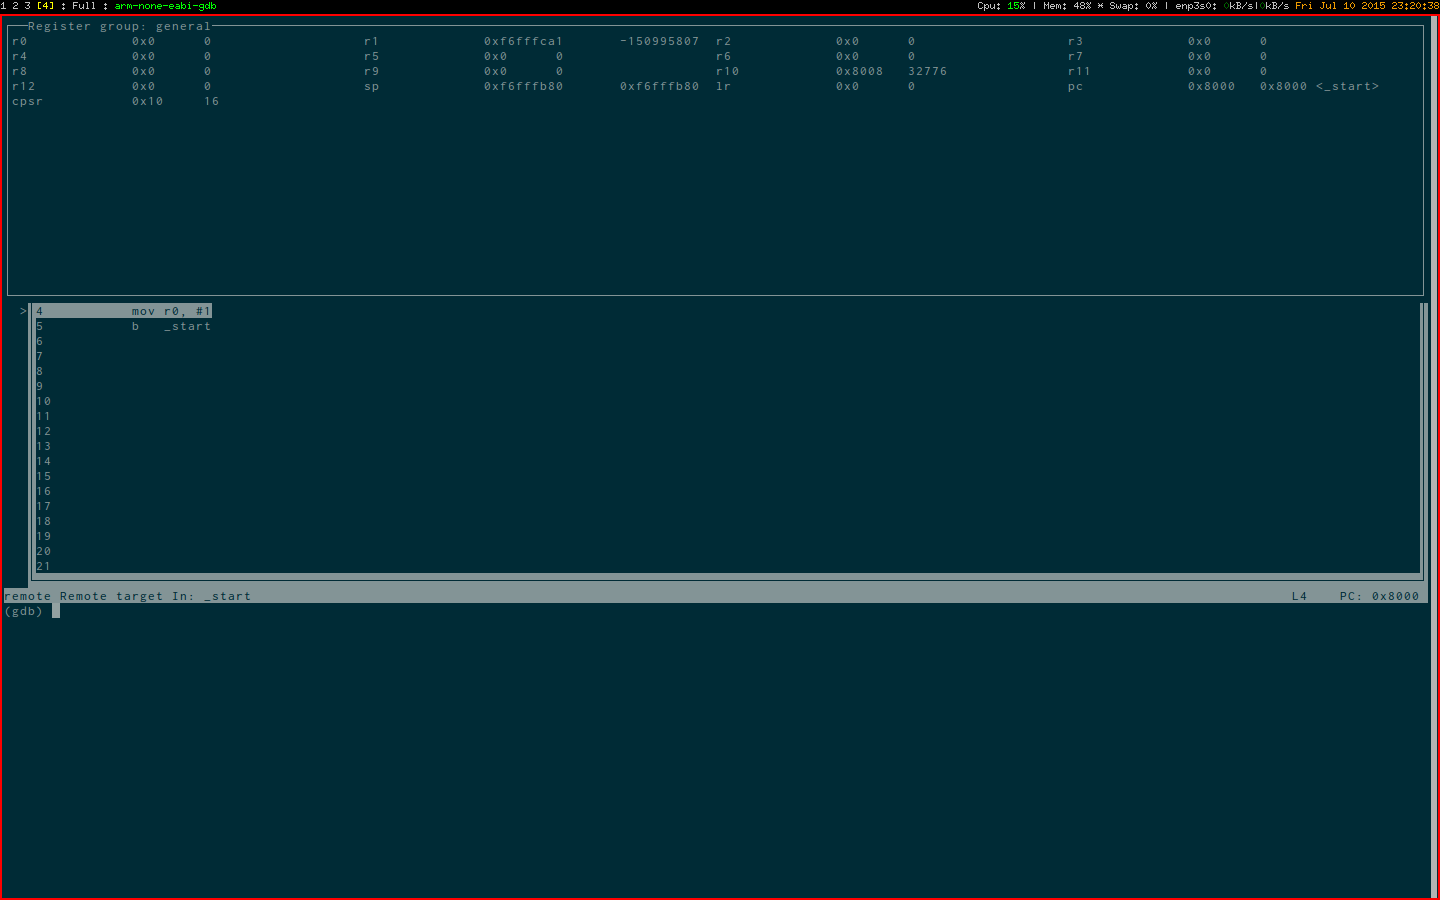 1 2 3 [4] : Full : arm-none-eabi-gdb Cpu: 15% | Mem: 48% * Swap: 0% | enp3s0: 0kB/s|0kB/s Fri Jul 10 2015 23:20:38
Register group: general
r0 0x0 0 r1 0xf6fffca1 -150995807 r2 0x0 0 r3 0x0 0
r4 0x0 0 r5 0x0 0 r6 0x0 0 r7 0x0 0
r8 0x0 0 r9 0x0 0 r10 0x8008 32776 r11 0x0 0
r12 0x0 0 sp 0xf6fffb80 0xf6fffb80 lr 0x0 0 pc 0x8000 0x8000 <_start>
cpsr 0x10 16
>4 mov r0, #1
5 b _start
6
7
8
9
10
11
12
13
14
15
16
17
18
19
20
21
remote Remote target In: _start L4 PC: 0x8000
(gdb)